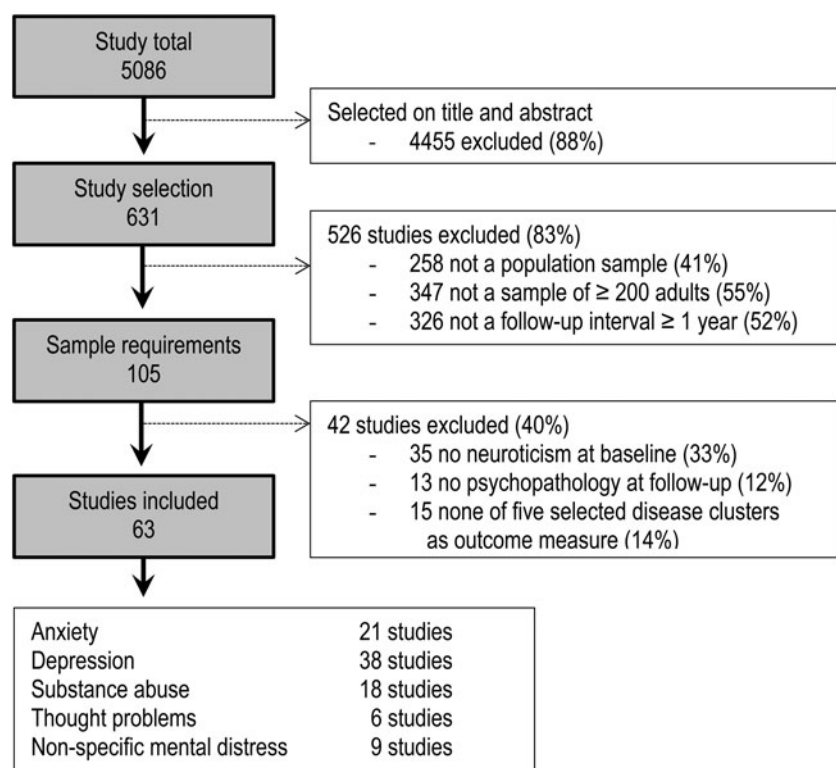 Study total
5086
Selected on title and abstract
- 4455 excluded (88%)
Study selection
631
526 studies excluded (83%)
- 258 not a population sample (41%)
- 347 not a sample of ≥ 200 adults (55%)
- 326 not a follow-up interval ≥ 1 year (52%)
Sample requirements
105
42 studies excluded (40%)
- 35 no neuroticism at baseline (33%)
- 13 no psychopathology at follow-up (12%)
- 15 none of five selected disease clusters
as outcome measure (14%)
Studies included
63
Anxiety 21 studies
Depression 38 studies
Substance abuse 18 studies
Thought problems 6 studies
Non-specific mental distress 9 studies